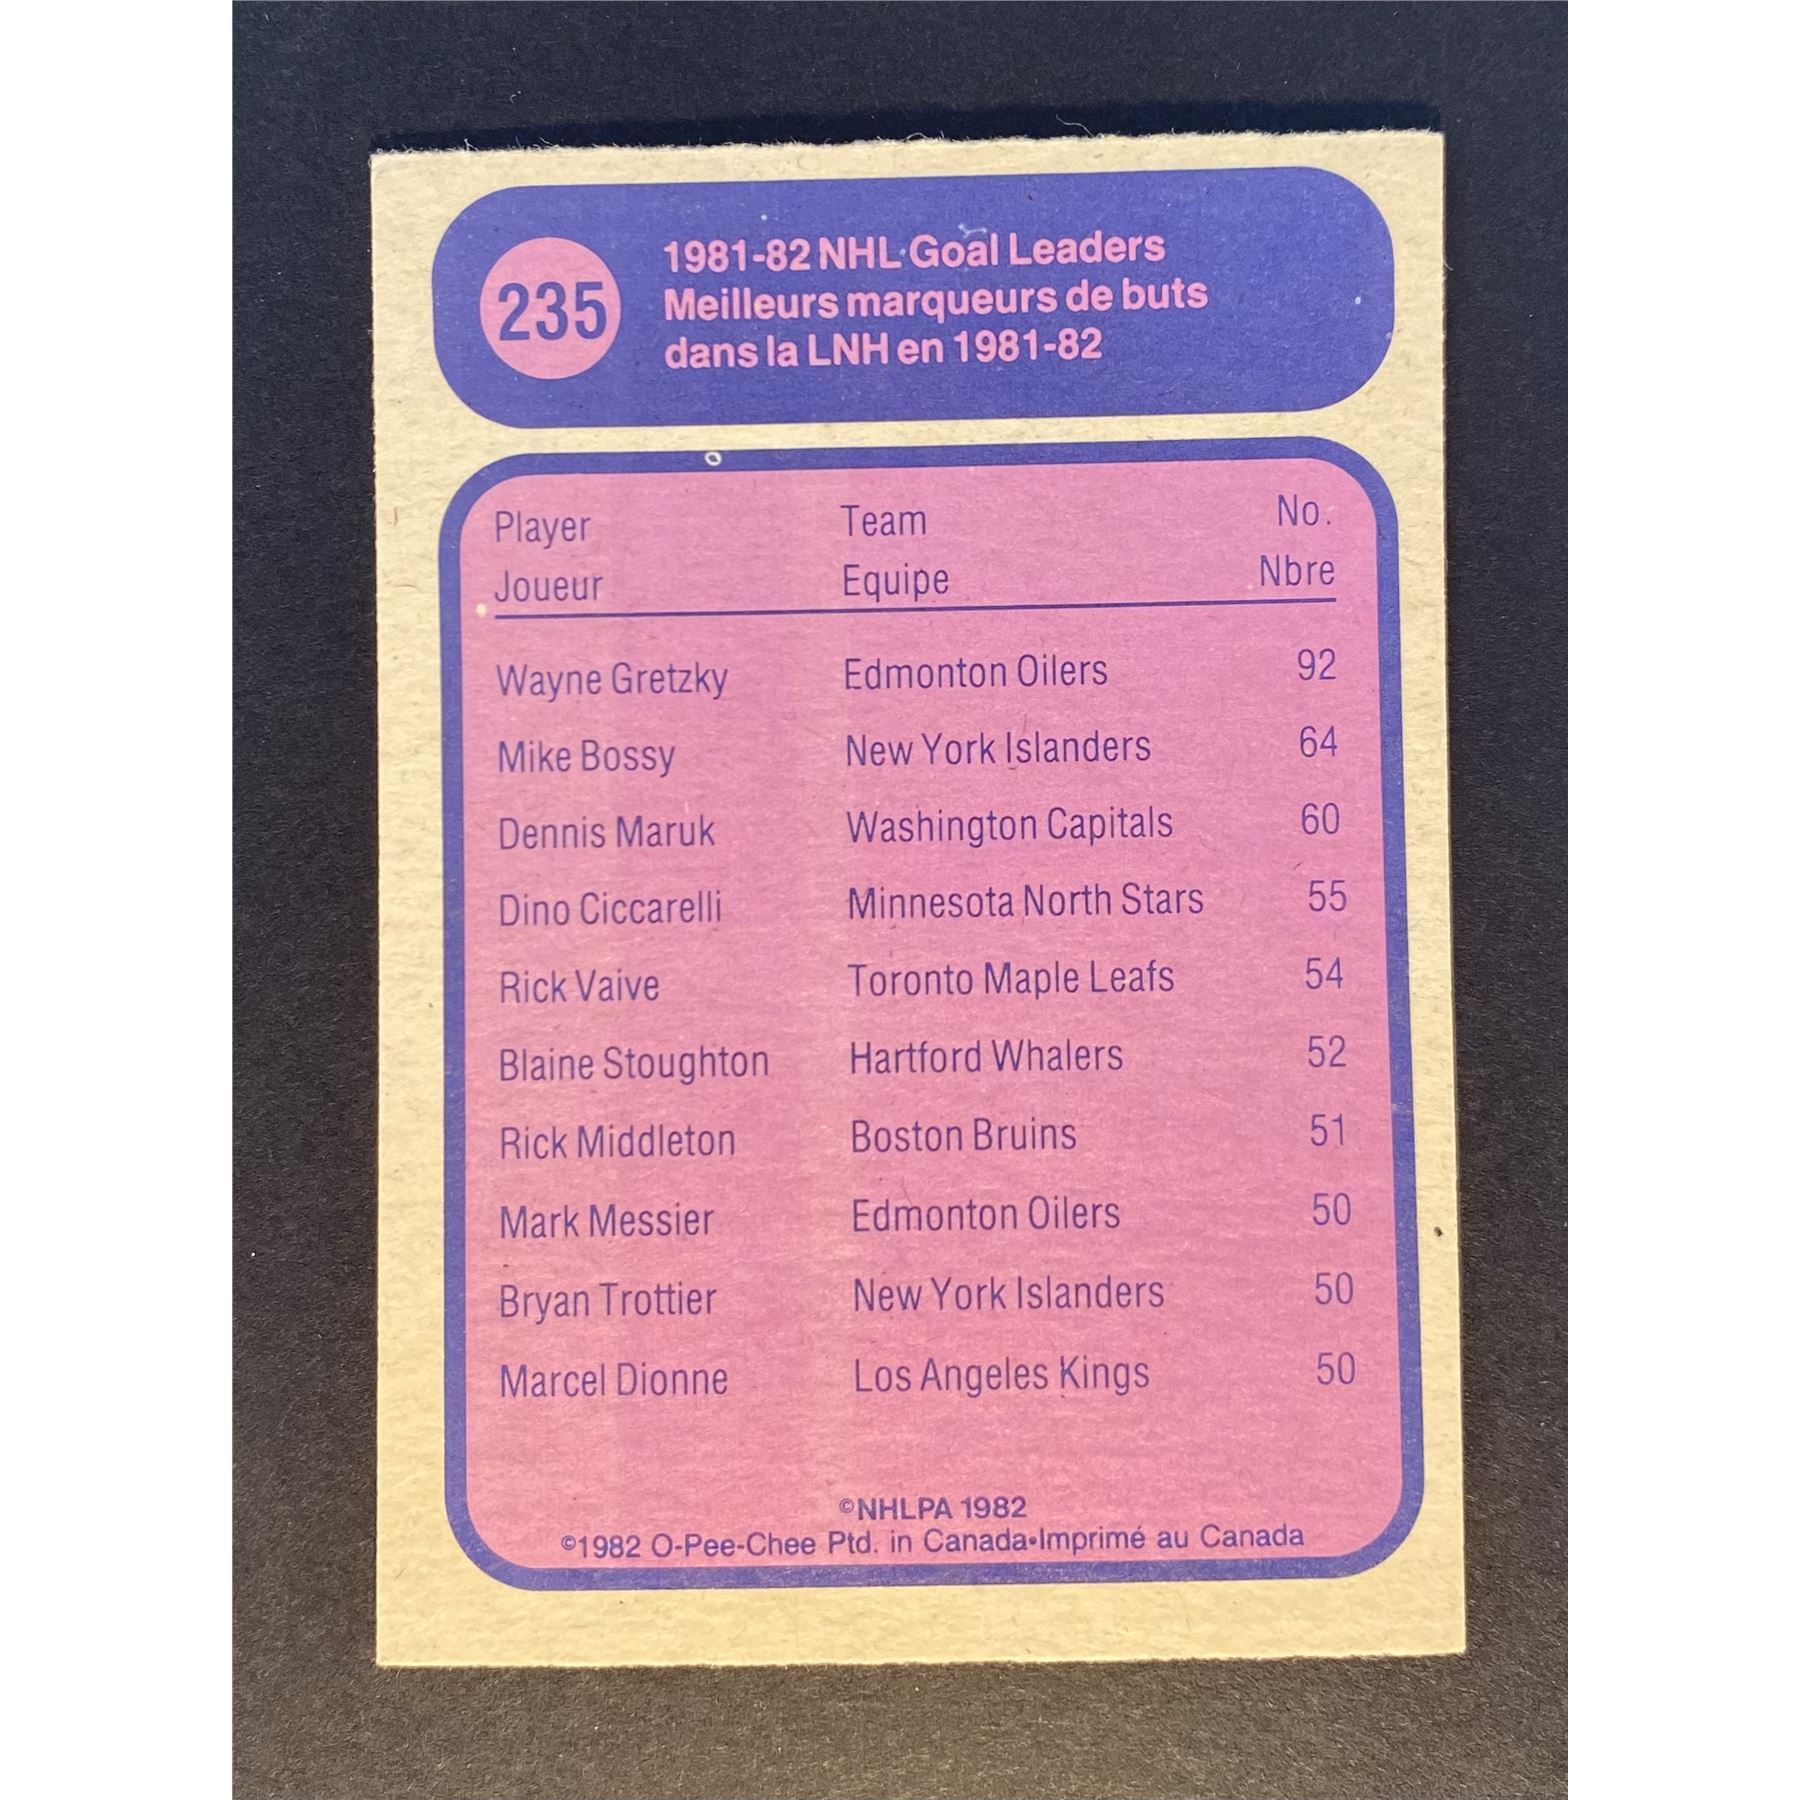 235
1981-82 NHL Goal Leaders
Meilleurs marqueurs de buts
dans la LNH en 1981-82
Player Team No.
Joueur Equipe Nbre
Wayne Gretzky Edmonton Oilers 92
Mike Bossy New York Islanders 64
Dennis Maruk Washington Capitals 60
Dino Ciccarelli Minnesota North Stars 55
Rick Vaive Toronto Maple Leafs 54
Blaine Stoughton Hartford Whalers 52
Rick Middleton Boston Bruins 51
Mark Messier Edmonton Oilers 50
Bryan Trottier New York Islanders 50
Marcel Dionne Los Angeles Kings 50
©NHLPA 1982
©1982 O-Pee-Chee Ptd. in Canada•Imprimé au Canada